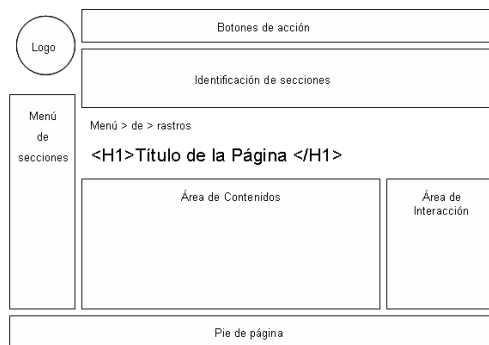 Botones de acción
Logo
Identificación de secciones
Menú
de
secciones
Menú > de > rastros
<H1>Título de la Página </H1>
Área de Contenidos
Área de
Interacción
Pie de página